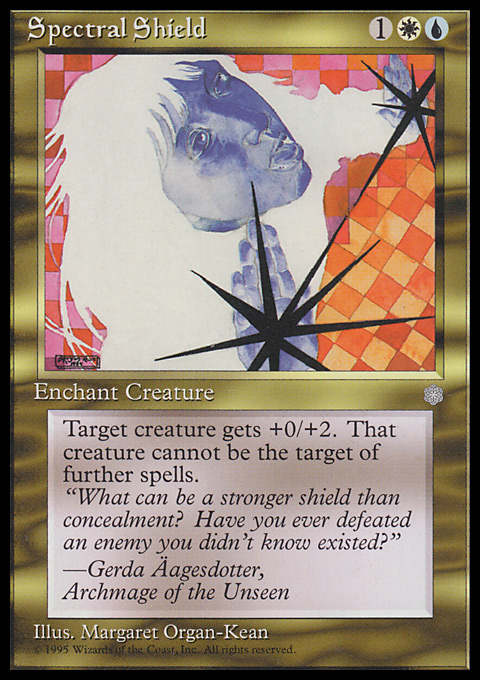 Spectral Shield 1
Enchant Creature
Target creature gets +0/+2. That
creature cannot be the target of
further spells.
“What can be a stronger shield than
concealment? Have you ever defeated
an enemy you didn’t know existed?”
—Gerda Äagesdotter,
Archmage of the Unseen
Illus. Margaret Organ-Kean
© 1995 Wizards of the Coast, Inc. All rights reserved.